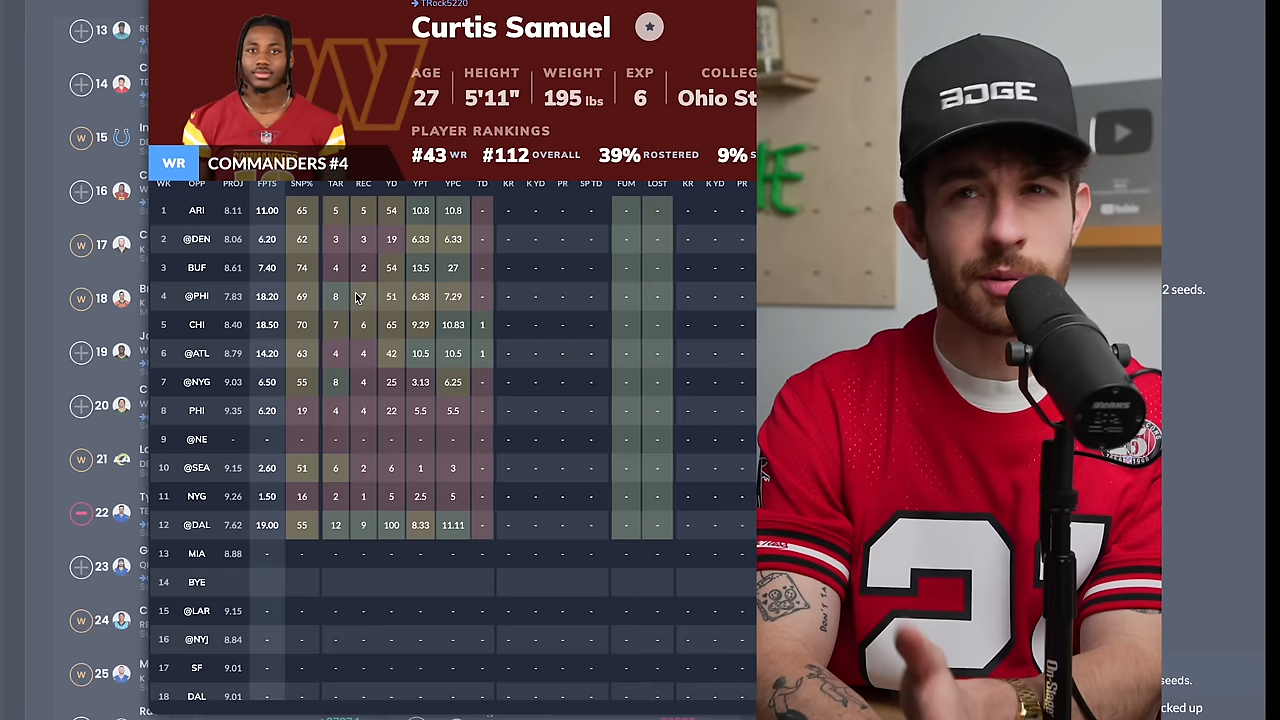 TRock5220
Curtis Samuel
AGE HEIGHT WEIGHT EXP COLLEG
27 5'11" 195 lbs 6 Ohio St
PLAYER RANKINGS
#43 WR #112 OVERALL 39% ROSTERED 9% S
WR COMMANDERS #4
WK OPP PROJ FPTS SNP% TAR REC YD YPT YPC TD KR K YD PR SP TD FUM LOST KR K YD PR
1 ARI 8.11 11.00 65 5 5 54 10.8 10.8 - - - - - - - - - -
2 @DEN 8.06 6.20 62 3 3 19 6.33 6.33 - - - - - - - - - -
3 BUF 8.61 7.40 74 4 2 54 13.5 27 - - - - - - - - - -
4 @PHI 7.83 18.20 69 8 7 51 6.38 7.29 - - - - - - - - - -
5 CHI 8.40 18.50 70 7 6 65 9.29 10.83 1 - - - - - - - - -
6 @ATL 8.79 14.20 63 4 4 42 10.5 10.5 1 - - - - - - - - -
7 @NYG 9.03 6.50 55 8 4 25 3.13 6.25 - - - - - - - - - -
8 PHI 9.35 6.20 19 4 4 22 5.5 5.5 - - - - - - - - - -
9 @NE - - - - - - - - - - - - - - - - - -
10 @SEA 9.15 2.60 51 6 2 6 1 3 - - - - - - - - - -
11 NYG 9.26 1.50 16 2 1 5 2.5 5 - - - - - - - - - -
12 @DAL 7.62 19.00 55 12 9 100 8.33 11.11 - - - - - - - - - -
13 MIA 8.88 - - - - - - - - - - - - - - - - -
14 BYE
15 @LAR 9.15 - - - - - - - - - - - - - - - - -
16 @NYJ 8.84 - - - - - - - - - - - - - - - - -
17 SF 9.01 - - - - - - - - - - - - - - - - -
18 DAL 9.01 - - - - - - - - - - - - - - - - -
13
14
W 15
16
W 17
W 18
19
20
W 21
22
23
W 24
W 25
BDGE
YouTube
DON'T TA
SHURE
On-Stage
2
2 seeds.
seeds.
cked up